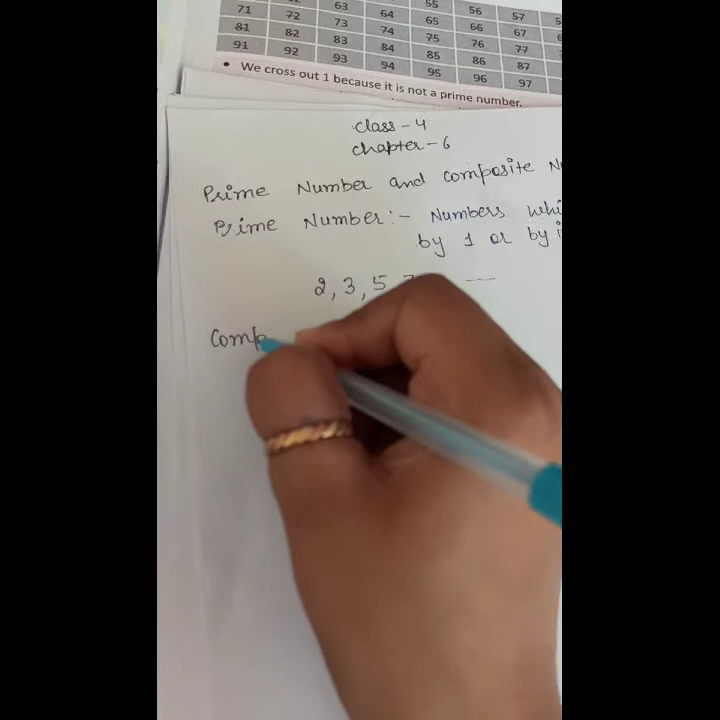 55
63 64 56 57
71 72 73 65 66 67
81 82 83 74 75 76 77
91 92 93 84 85 86 87
94 95 96 97
• We cross out 1 because it is not a prime number.
class - 4
chapter - 6
Prime Number and composite
Prime Number :- Numbers
by 1 or by
2, 3, 5
Comp